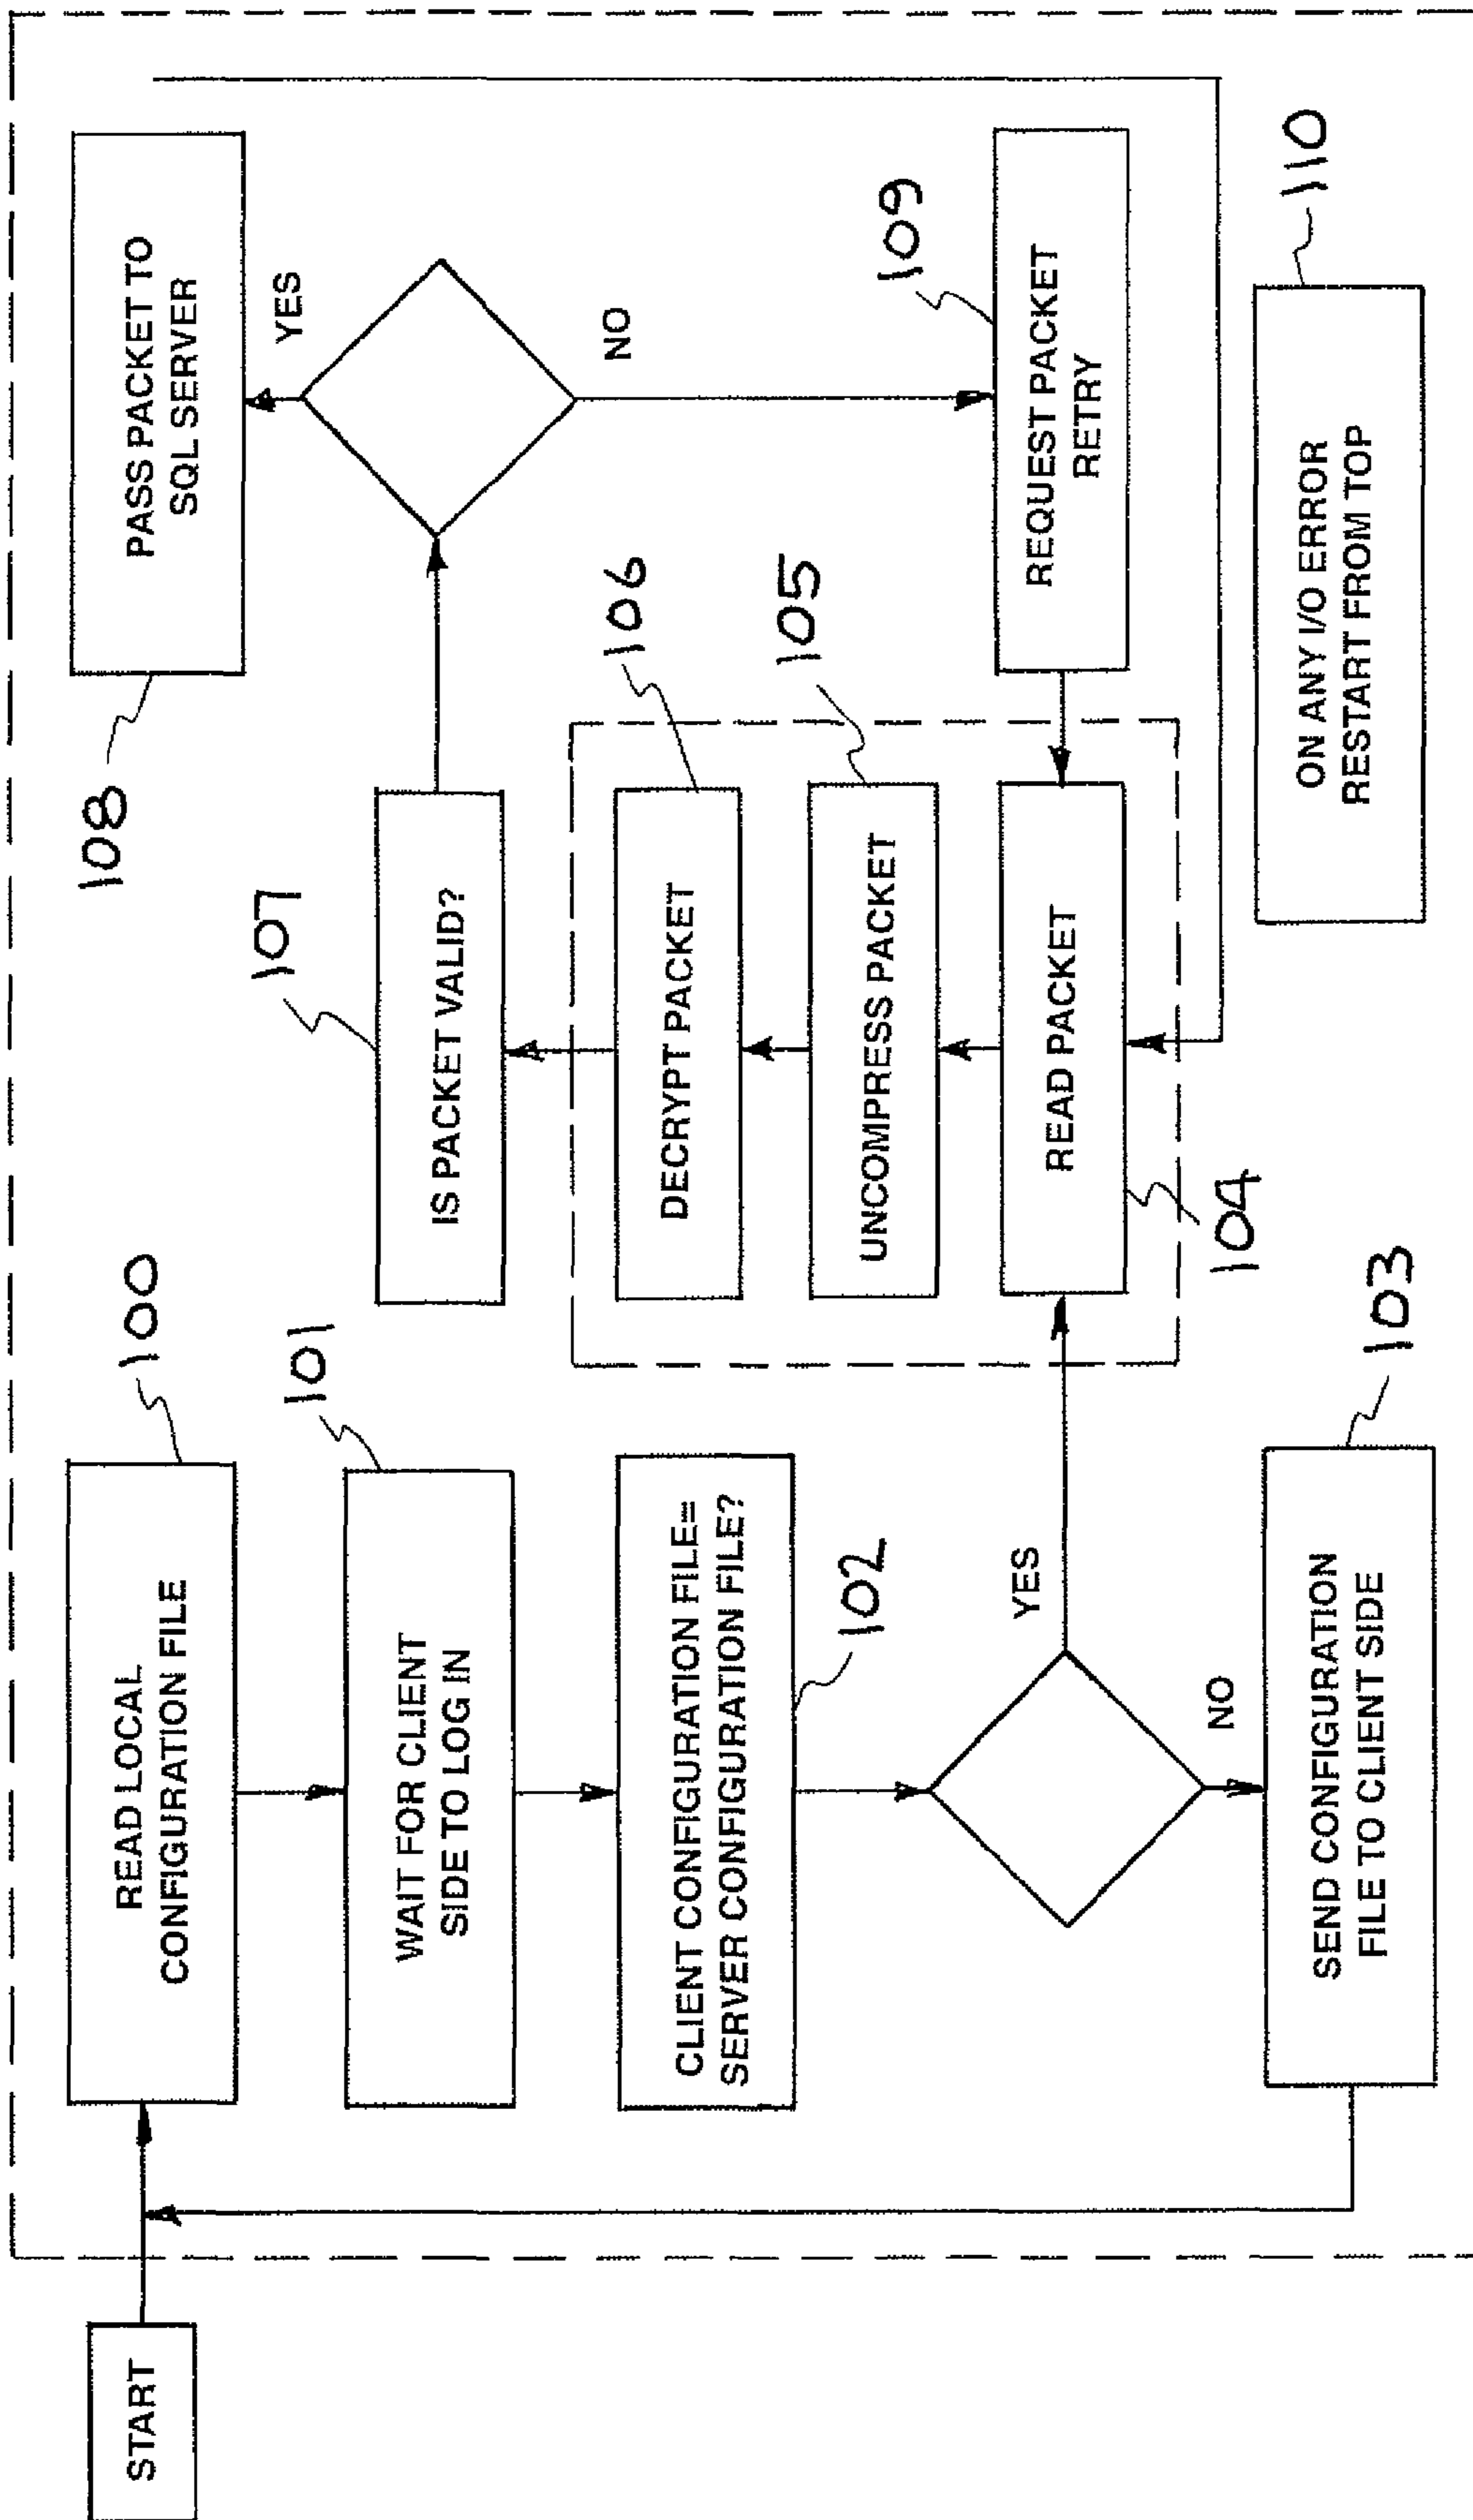 START
READ LOCAL
CONFIGURATION FILE
100
WAIT FOR CLIENT
SIDE TO LOG IN
101
CLIENT CONFIGURATION FILE=
SERVER CONFIGURATION FILE?
102
YES
NO
SEND CONFIGURATION
FILE TO CLIENT SIDE
103
IS PACKET VALID?
107
DECRYPT PACKET
106
UNCOMPRESS PACKET
105
READ PACKET
104
PASS PACKET TO
SQL SERVER
108
YES
NO
REQUEST PACKET
RETRY
109
ON ANY I/O ERROR
RESTART FROM TOP
110